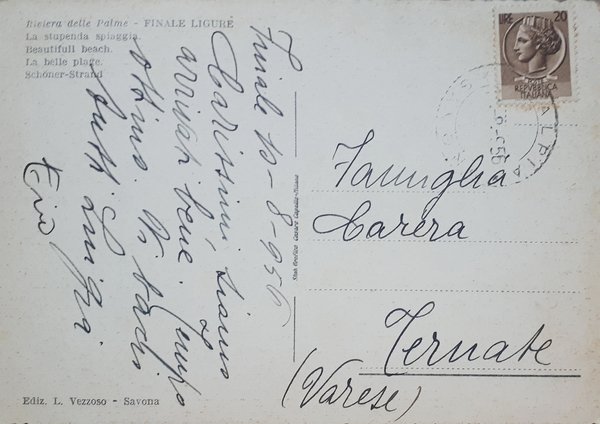 Riviera delle Palme - FINALE LIGURE
La stupenda spiaggia.
Beautifull beach.
La belle plage.
Schöner-Strand
Finale 10-8-956
Carissimi, siamo
arrivati bene. Tempo
ottimo. Vi bacio
tutti Luigi
LIRE 20
REPUBBLICA
ITALIANA
Famiglia
Carera
Ternate
(Varese)
Ediz. L. Vezzoso - Savona